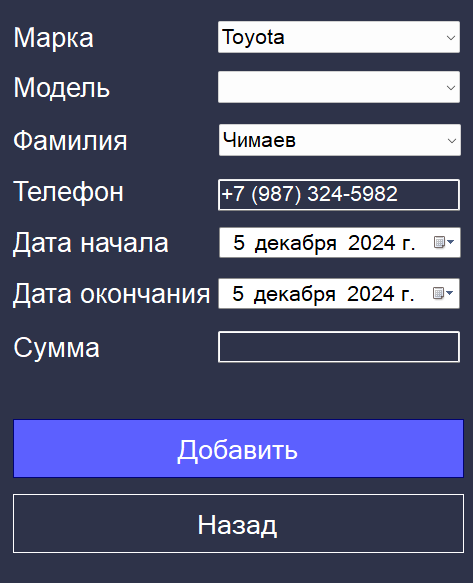 Марка Toyota
Модель
Фамилия Чимаев
Телефон +7 (987) 324-5982
Дата начала 5 декабря 2024 г.
Дата окончания 5 декабря 2024 г.
Сумма
Добавить
Назад